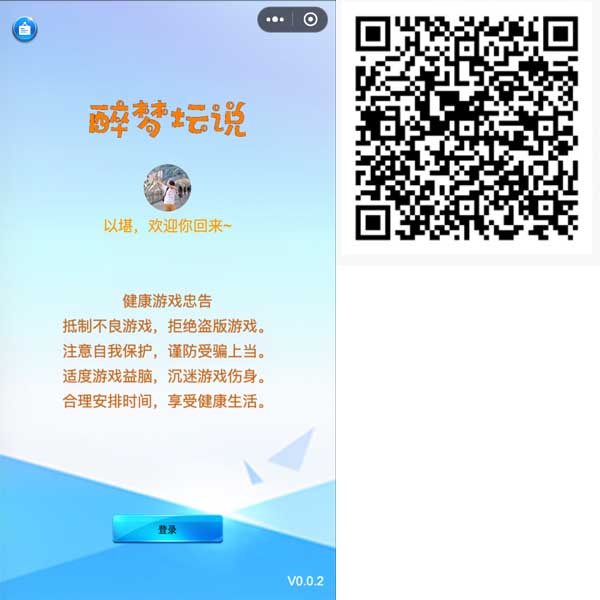 醉梦坛说
以堪，欢迎你回来~
健康游戏忠告
抵制不良游戏，拒绝盗版游戏。
注意自我保护，谨防受骗上当。
适度游戏益脑，沉迷游戏伤身。
合理安排时间，享受健康生活。
登录
V0.0.2